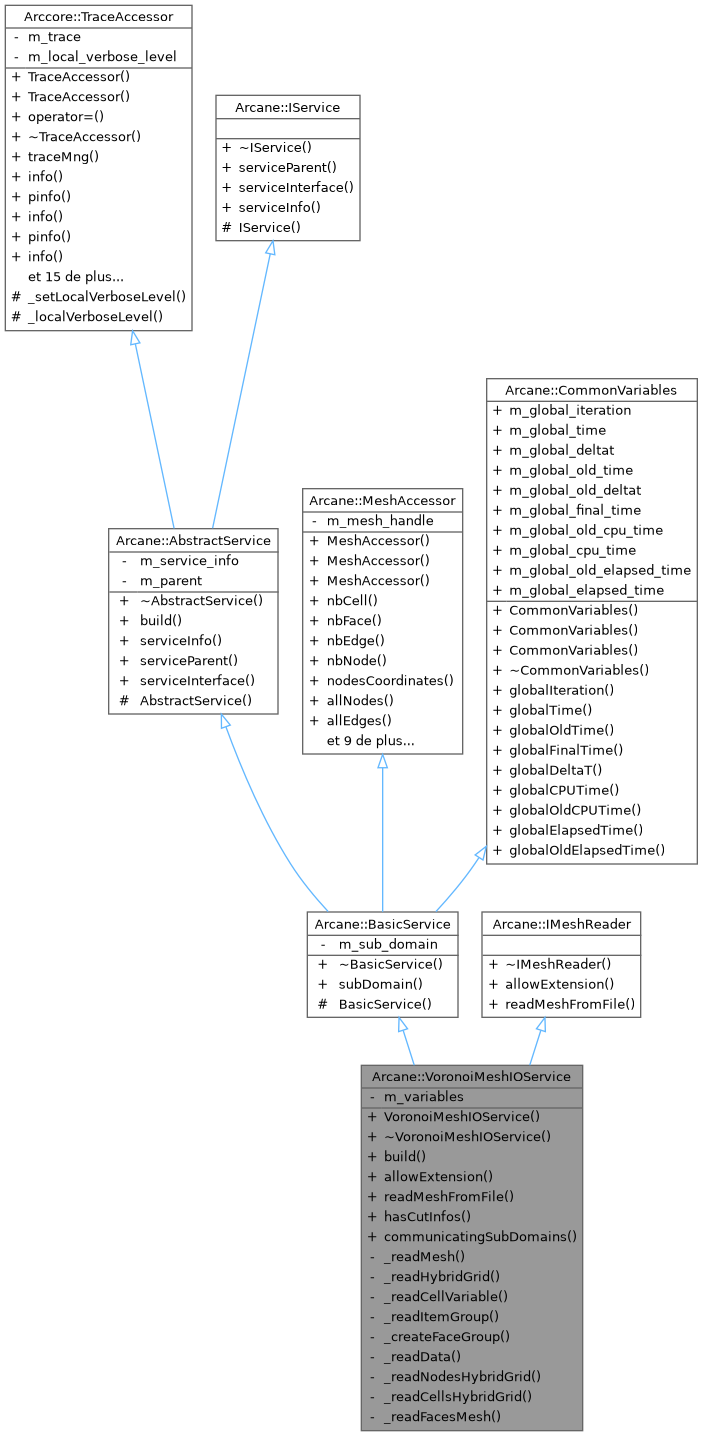 Arccore::TraceAccessor
- m_trace
- m_local_verbose_level
+ TraceAccessor()
+ TraceAccessor()
+ operator=()
+ ~TraceAccessor()
+ traceMng()
+ info()
+ pinfo()
+ info()
+ pinfo()
+ info()
et 15 de plus...
# _setLocalVerboseLevel()
# _localVerboseLevel()
Arcane::IService
+ ~IService()
+ serviceParent()
+ serviceInterface()
+ serviceInfo()
# IService()
Arcane::CommonVariables
+ m_global_iteration
+ m_global_time
+ m_global_deltat
+ m_global_old_time
+ m_global_old_deltat
+ m_global_final_time
+ m_global_old_cpu_time
+ m_global_cpu_time
+ m_global_old_elapsed_time
+ m_global_elapsed_time
+ CommonVariables()
+ CommonVariables()
+ CommonVariables()
+ ~CommonVariables()
+ globalIteration()
+ globalTime()
+ globalOldTime()
+ globalFinalTime()
+ globalDeltaT()
+ globalCPUTime()
+ globalOldCPUTime()
+ globalElapsedTime()
+ globalOldElapsedTime()
Arcane::MeshAccessor
- m_mesh_handle
+ MeshAccessor()
+ MeshAccessor()
+ MeshAccessor()
+ nbCell()
+ nbFace()
+ nbEdge()
+ nbNode()
+ nodesCoordinates()
+ allNodes()
+ allEdges()
et 9 de plus...
Arcane::AbstractService
- m_service_info
- m_parent
+ ~AbstractService()
+ build()
+ serviceInfo()
+ serviceParent()
+ serviceInterface()
# AbstractService()
Arcane::BasicService
- m_sub_domain
+ ~BasicService()
+ subDomain()
# BasicService()
Arcane::IMeshReader
+ ~IMeshReader()
+ allowExtension()
+ readMeshFromFile()
Arcane::VoronoiMeshIOService
- m_variables
+ VoronoiMeshIOService()
+ ~VoronoiMeshIOService()
+ build()
+ allowExtension()
+ readMeshFromFile()
+ hasCutInfos()
+ communicatingSubDomains()
- _readMesh()
- _readHybridGrid()
- _readCellVariable()
- _readItemGroup()
- _createFaceGroup()
- _readData()
- _readNodesHybridGrid()
- _readCellsHybridGrid()
- _readFacesMesh()